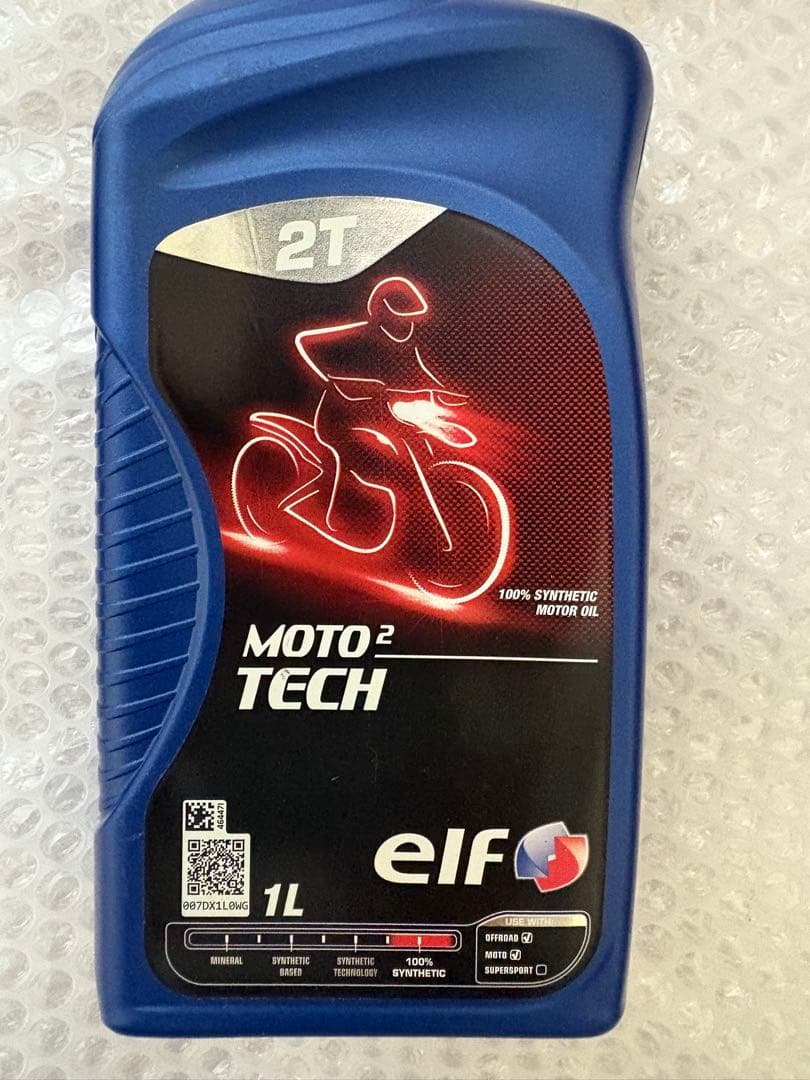 2T
100% SYNTHETIC
MOTOR OIL
MOTO 2
TECH
464471
007DX1L0WG
1L
elf
MINERAL
SYNTHETIC
BASED
SYNTHETIC
TECHNOLOGY
100%
SYNTHETIC
USE WITH:
OFFROAD
MOTO
SUPERSPORT